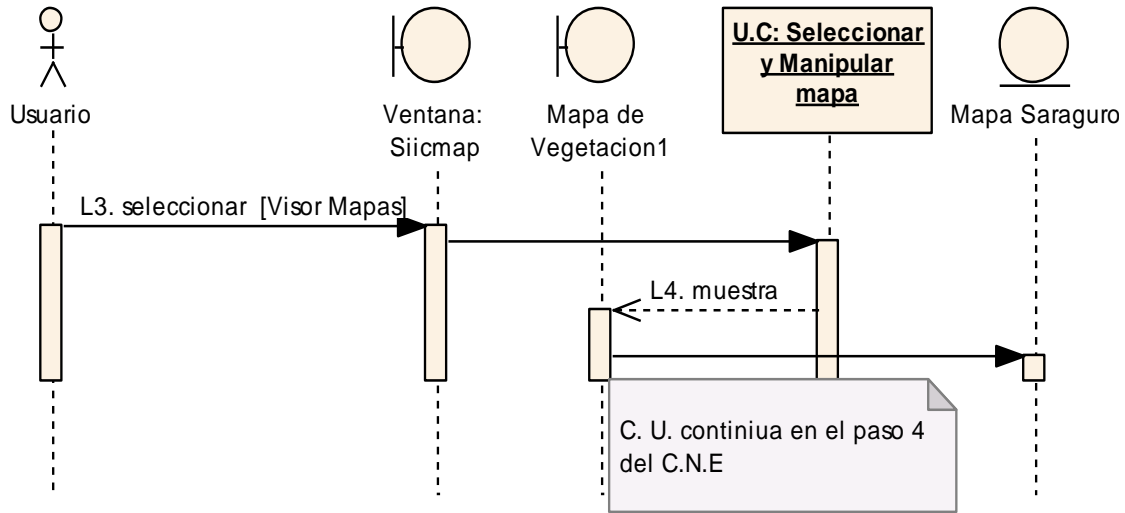 U.C: Seleccionar
y Manipular
mapa
Usuario
Ventana:
Siicmap
Mapa de
Vegetacion1
Mapa Saraguro
L3. seleccionar [Visor Mapas]
L4. muestra
C. U. continiua en el paso 4
del C.N.E